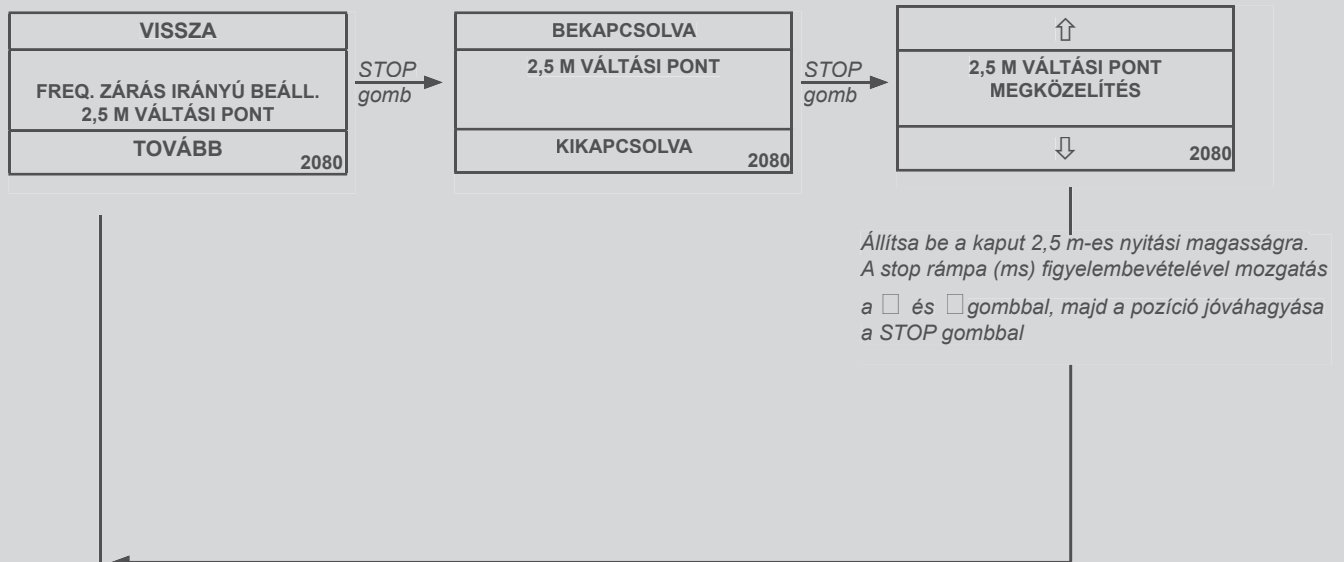 VISSZA
FREQ. ZÁRÁS IRÁNYÚ BEÁLL.
2,5 M VÁLTÁSI PONT
TOVÁBB
2080
STOP
gomb
BEKAPCSOLVA
2,5 M VÁLTÁSI PONT
KIKAPCSOLVA
2080
STOP
gomb
⇧
2,5 M VÁLTÁSI PONT
MEGKÖZELÍTÉS
⇩ 2080
Állítsa be a kaput 2,5 m-es nyitási magasságra.
A stop rámpa (ms) figyelembevételével mozgatás
a □ és □ gombbal, majd a pozíció jóváhagyása
a STOP gombbal